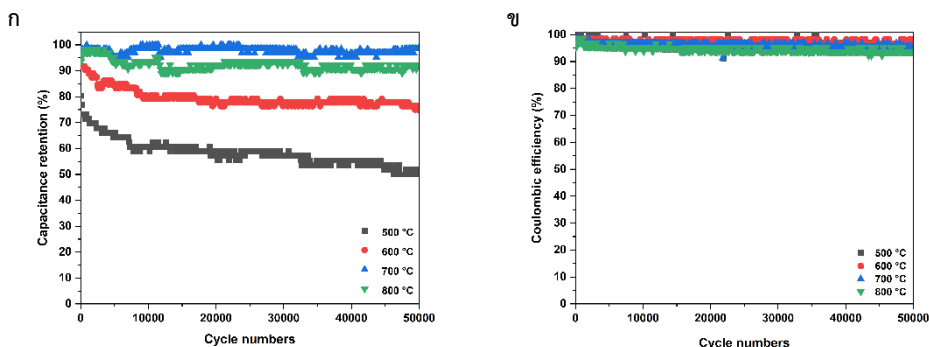 ก
ข
100
90
80
70
60
50
40
30
20
10
0
Capacitance retention (%)
500 °C
600 °C
700 °C
800 °C
0 10000 20000 30000 40000 50000
Cycle numbers
100
90
80
70
60
50
40
30
20
10
0
Coulombic efficiency (%)
500 °C
600 °C
700 °C
800 °C
0 10000 20000 30000 40000 50000
Cycle numbers